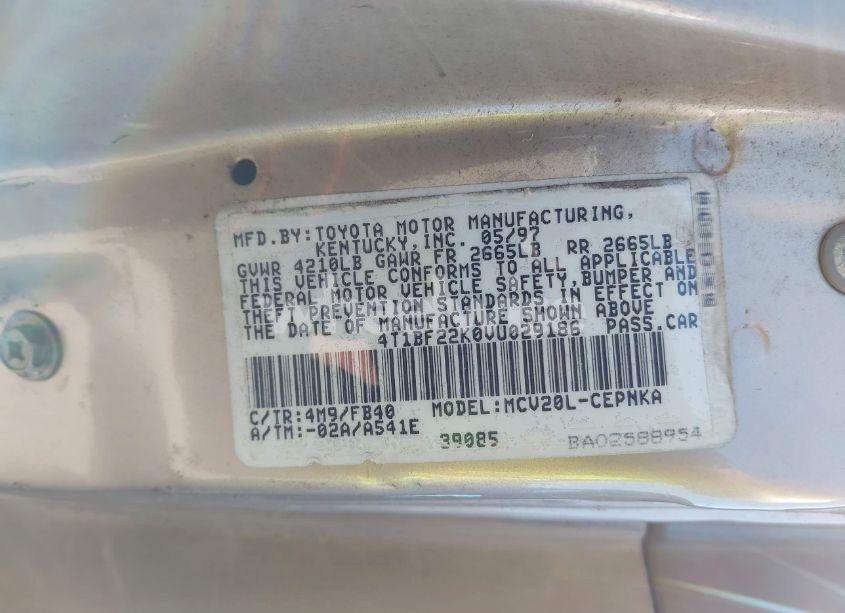 MFD.BY:TOYOTA MOTOR MANUFACTURING,
KENTUCKY,INC. 05/97
GVWR 4210LB GAWR FR 2665LB RR 2665LB
THIS VEHICLE CONFORMS TO ALL APPLICABLE
FEDERAL MOTOR VEHICLE SAFETY,BUMPER AND
THEFT PREVENTION STANDARDS IN EFFECT ON
THE DATE OF MANUFACTURE SHOWN ABOVE
4T1BF22K0VU029186 PASS.CAR
C/TR:4M9/FB40 MODEL:MCV20L-CEPNKA
A/TM:-02A/A541E
39085 BA02588954